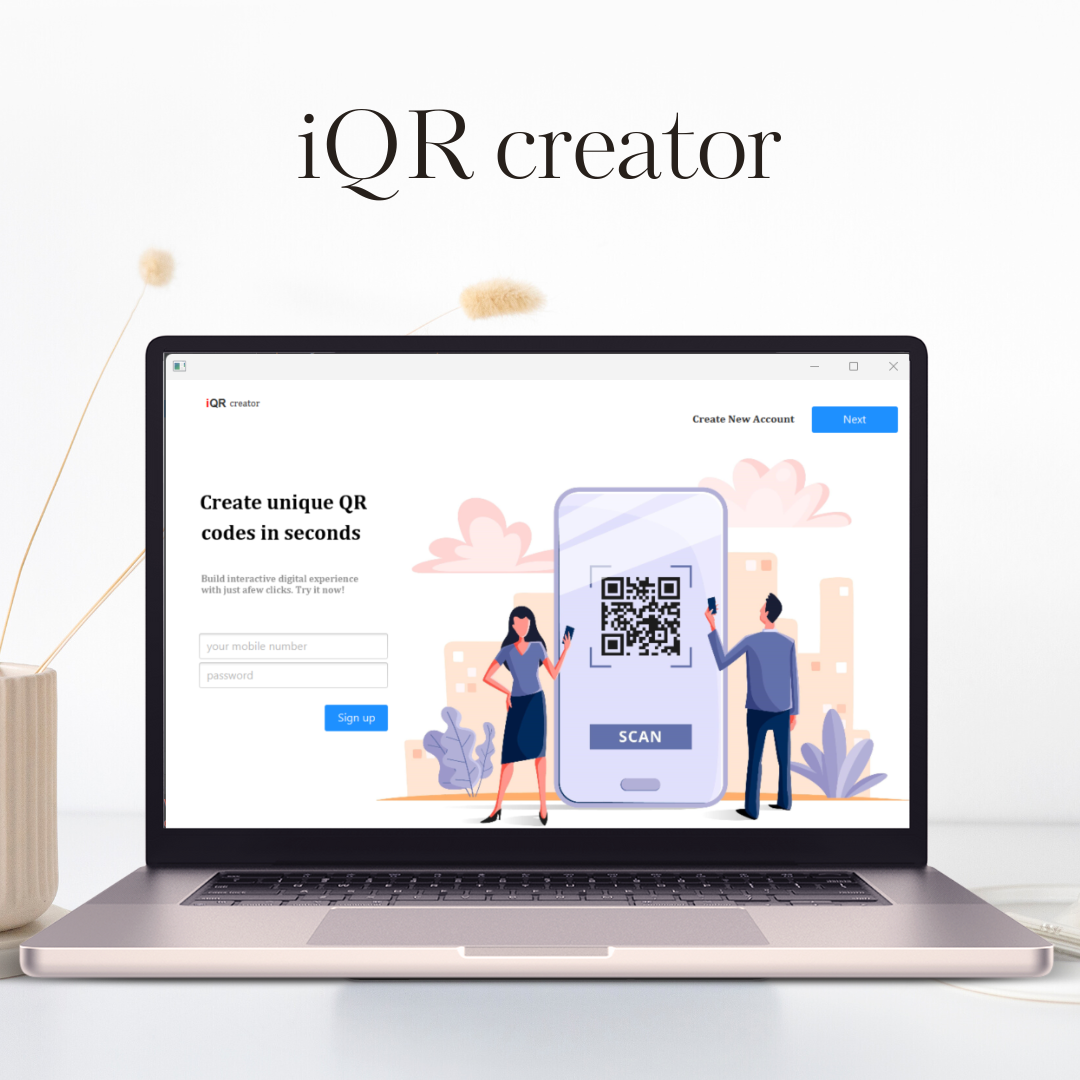 iQR creator
iQR creator
Create New Account
Next
Create unique QR
codes in seconds
Build interactive digital experience
with just afew clicks. Try it now!
your mobile number
password
Sign up
SCAN